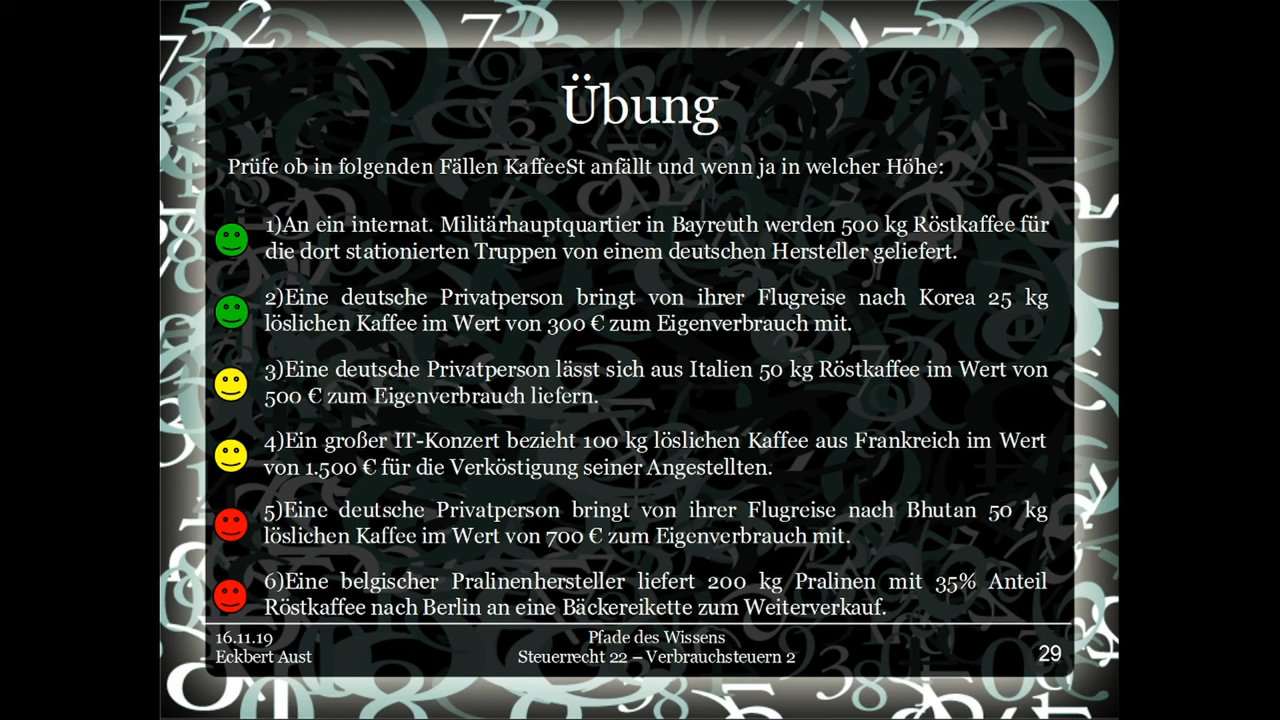 Übung
Prüfe ob in folgenden Fällen KaffeeSt anfällt und wenn ja in welcher Höhe:
1)An ein internat. Militärhauptquartier in Bayreuth werden 500 kg Röstkaffee für
die dort stationierten Truppen von einem deutschen Hersteller geliefert.
2)Eine deutsche Privatperson bringt von ihrer Flugreise nach Korea 25 kg
löslichen Kaffee im Wert von 300 € zum Eigenverbrauch mit.
3)Eine deutsche Privatperson lässt sich aus Italien 50 kg Röstkaffee im Wert von
500 € zum Eigenverbrauch liefern.
4)Ein großer IT-Konzert bezieht 100 kg löslichen Kaffee aus Frankreich im Wert
von 1.500 € für die Verköstigung seiner Angestellten.
5)Eine deutsche Privatperson bringt von ihrer Flugreise nach Bhutan 50 kg
löslichen Kaffee im Wert von 700 € zum Eigenverbrauch mit.
6)Eine belgischer Pralinenhersteller liefert 200 kg Pralinen mit 35% Anteil
Röstkaffee nach Berlin an eine Bäckereikette zum Weiterverkauf.
16.11.19
Eckbert Aust
Pfade des Wissens
Steuerrecht 22 – Verbrauchsteuern 2
29